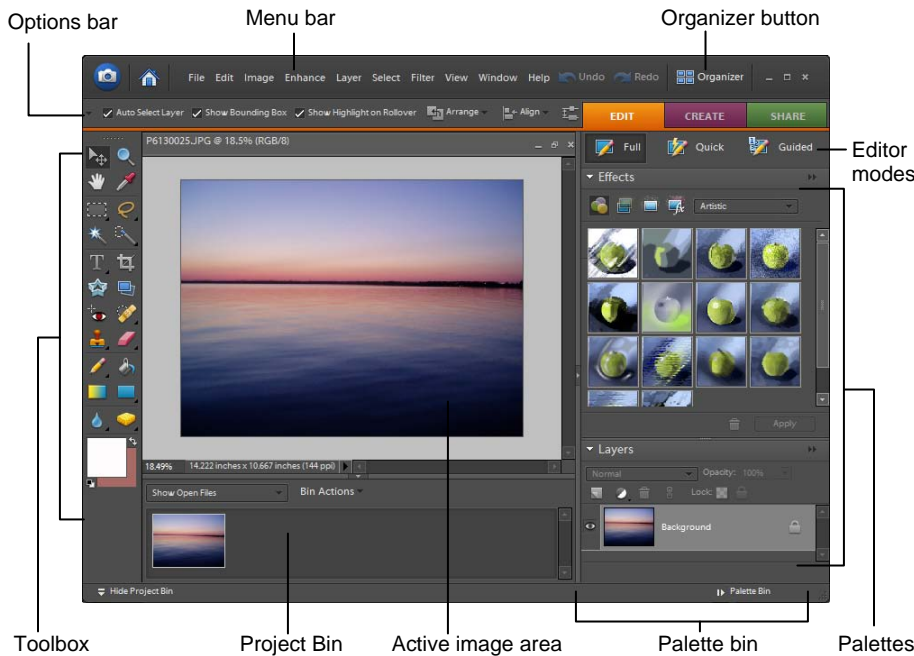 Options bar
Menu bar
Organizer button
File Edit Image Enhance Layer Select Filter View Window Help Undo Redo Organizer
Auto Select Layer Show Bounding Box Show Highlight on Rollover Arrange Align
EDIT CREATE SHARE
P6130025.JPG @ 18.5% (RGB/8)
Full Quick Guided
Editor
modes
Effects
Artistic
T
fx
Apply
18.49% 14.222 inches x 10.667 inches (144 ppi)
Layers
Normal Opacity: 100%
Show Open Files Bin Actions
Lock:
Background
Hide Project Bin
Palette Bin
Toolbox
Project Bin
Active image area
Palette bin
Palettes